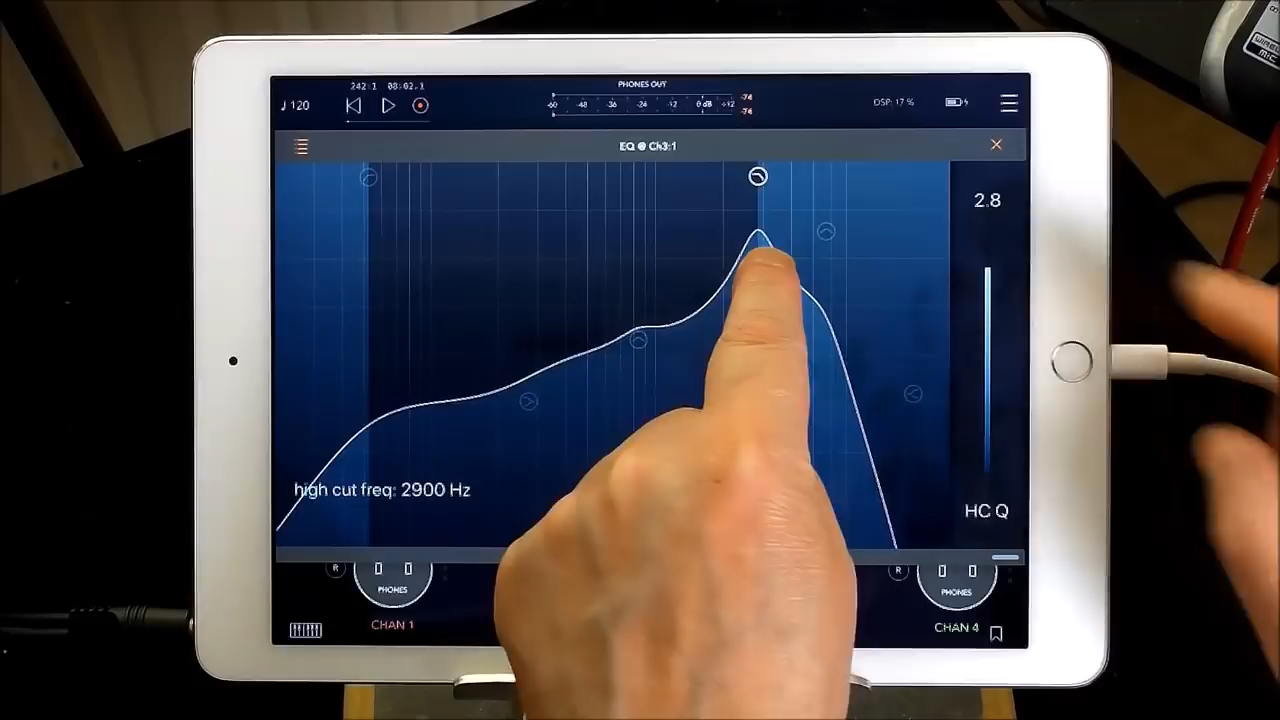 PHONES OUT
242:1 08:02.1
♩ 120
-60 -48 -36 -24 -12 0 dB +12
-74
-74
DSP: 17 %
EQ @ Ch3:1
2.8
high cut freq: 2900 Hz
HC Q
R
PHONES
R
PHONES
CHAN 1
CHAN 4
MIC